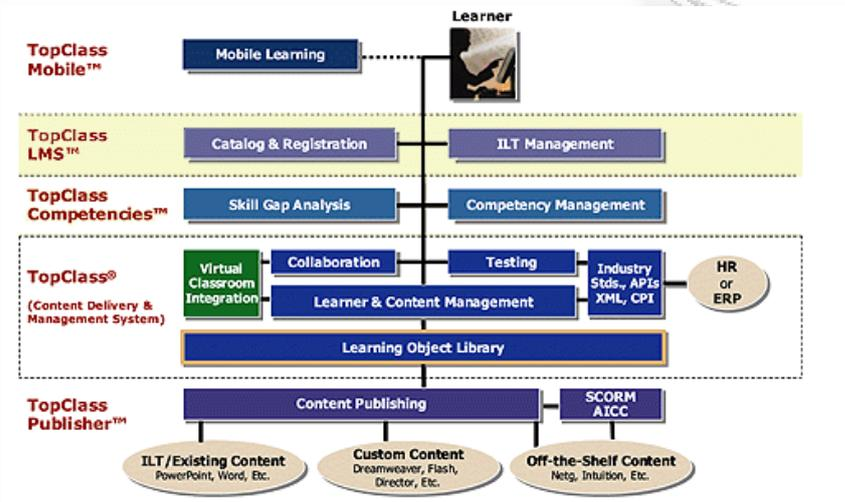 Learner
TopClass
Mobile™
Mobile Learning
TopClass
LMS™
Catalog & Registration
ILT Management
TopClass
Competencies™
Skill Gap Analysis
Competency Management
TopClass®
(Content Delivery &
Management System)
Virtual
Classroom
Integration
Collaboration
Testing
Learner & Content Management
Industry
Stds., APIs
XML, CPI
HR
or
ERP
Learning Object Library
TopClass
Publisher™
Content Publishing
SCORM
AICC
ILT/Existing Content
PowerPoint, Word, Etc.
Custom Content
Dreamweaver, Flash,
Director, Etc.
Off-the-Shelf Content
Netg, Intuition, Etc.